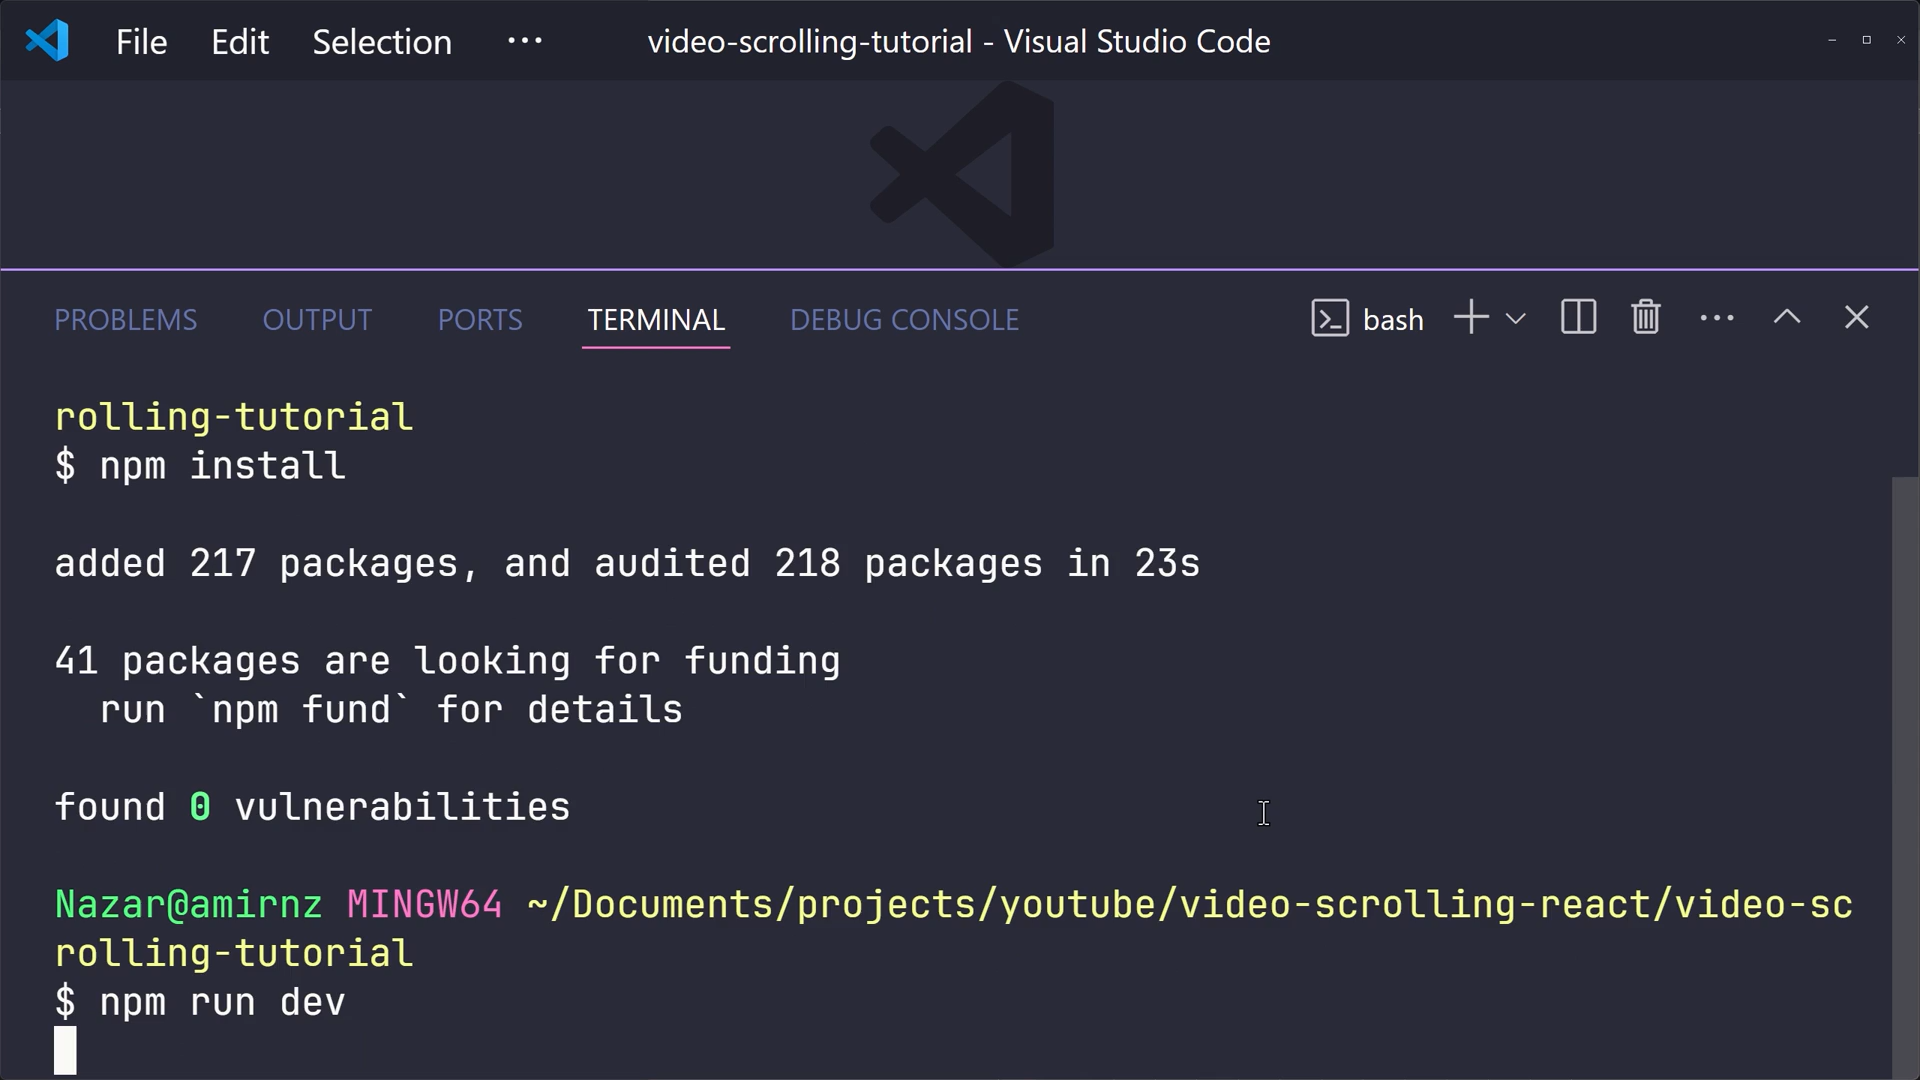 File Edit Selection ··· video-scrolling-tutorial - Visual Studio Code
PROBLEMS OUTPUT PORTS TERMINAL DEBUG CONSOLE bash
rolling-tutorial
$ npm install
added 217 packages, and audited 218 packages in 23s
41 packages are looking for funding
run `npm fund` for details
found 0 vulnerabilities
Nazar@amirnz MINGW64 ~/Documents/projects/youtube/video-scrolling-react/video-sc
rolling-tutorial
$ npm run dev